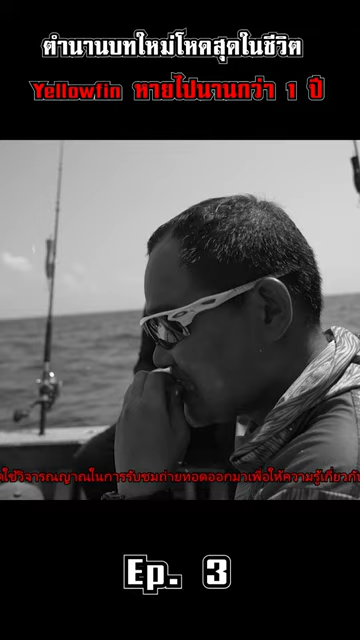 ตำนานบทใหม่โหดสุดในชีวิต
Yellowfin หายไปนานกว่า 1 ปี
ใช้วิจารณญาณในการรับชมถ่ายทอดออกมาเพื่อให้ความรู้เกี่ยวกับ
Ep. 3